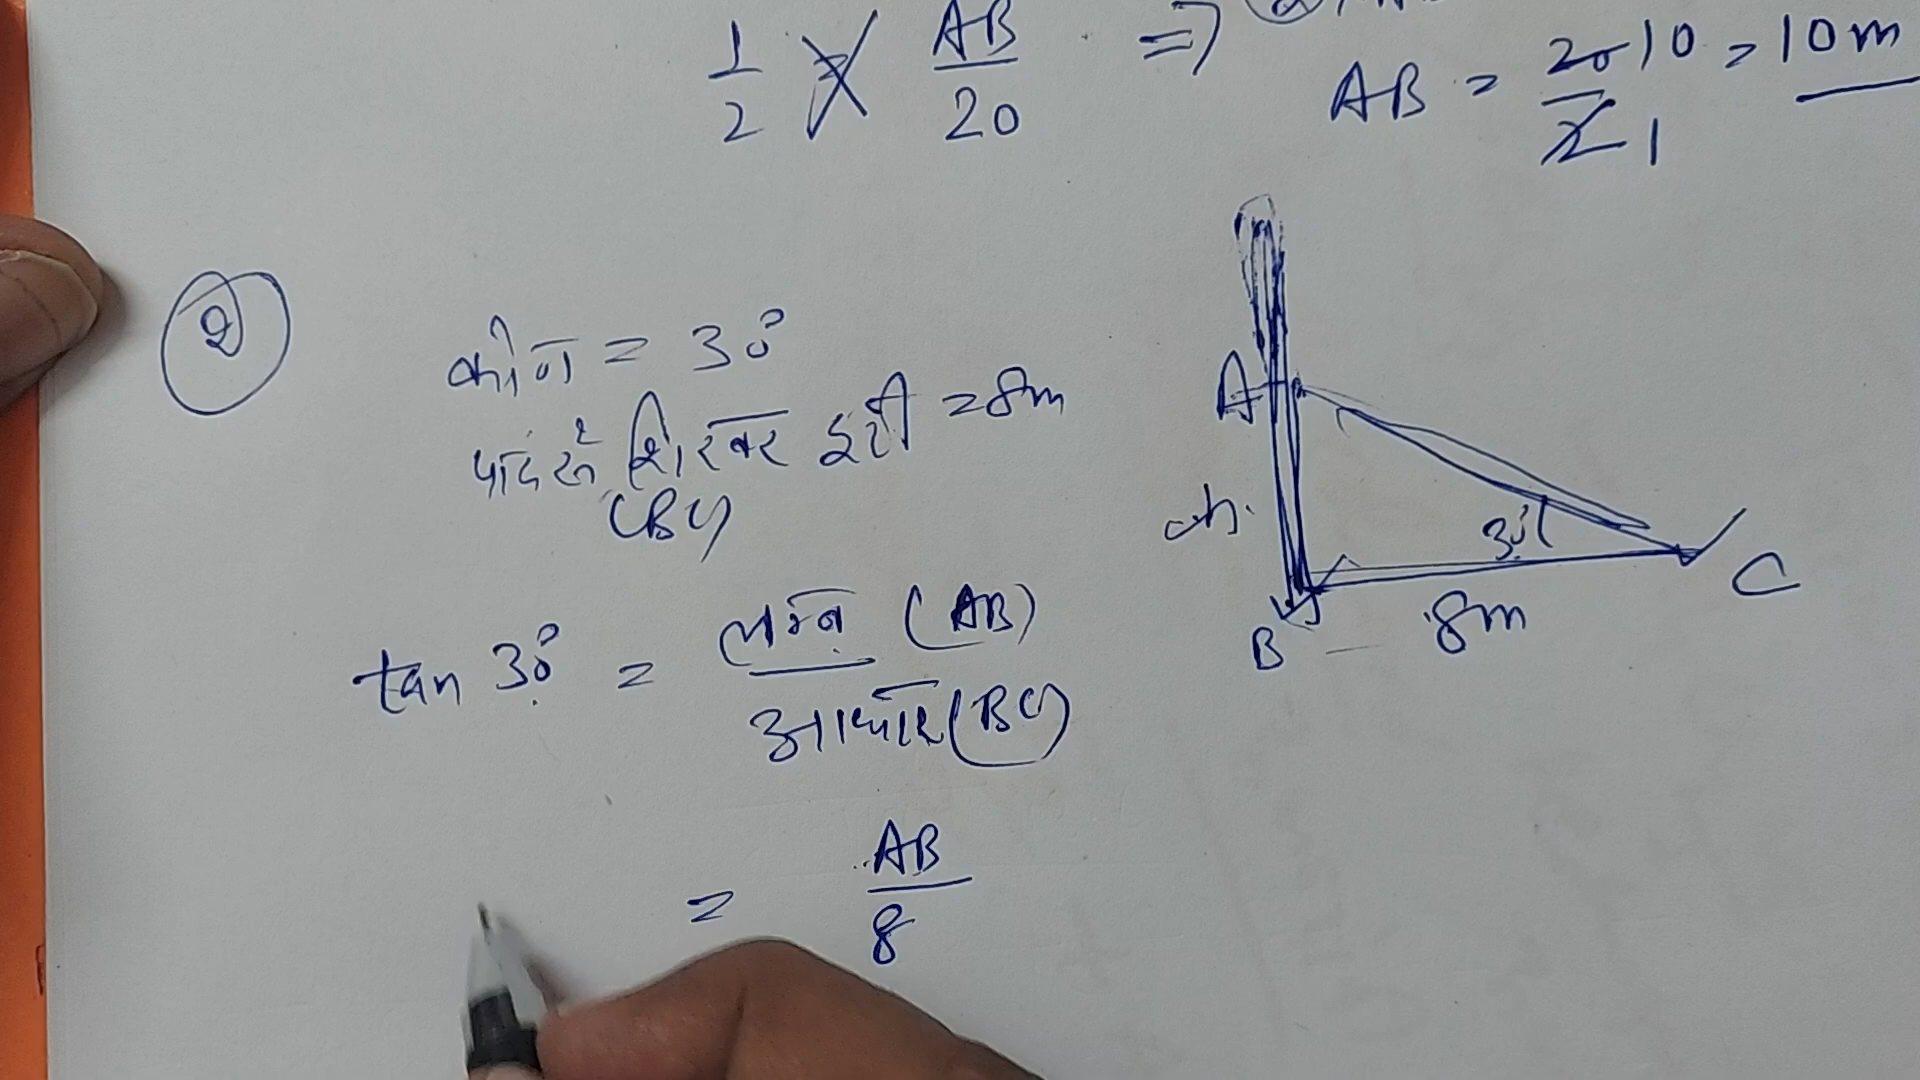 1/2 = AB/20 =>
AB = 20 10/2 1 = 10m
2
कोण = 30°
शिखर दूरी = 8m
(BC)
tan 30° = लम्ब (AB)/आधार (BC)
= AB/8
A
h
30°
B
8m
C